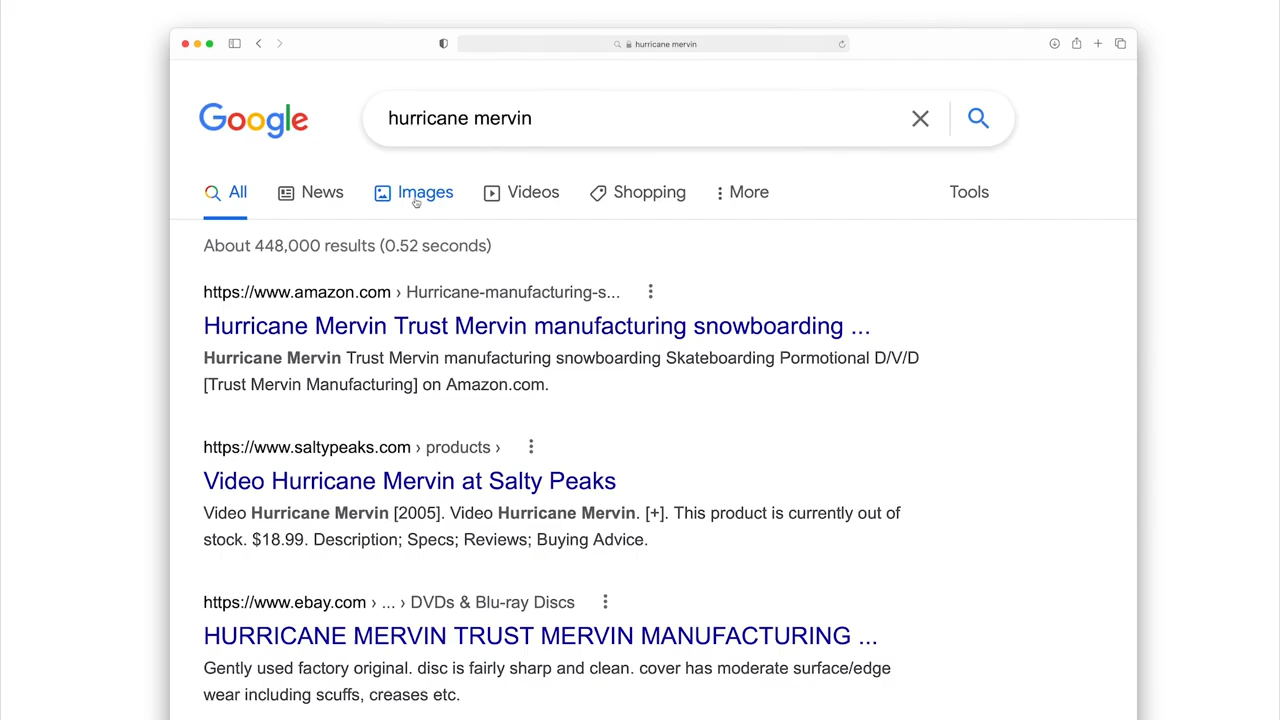 hurricane mervin
Google
hurricane mervin
All News Images Videos Shopping More Tools
About 448,000 results (0.52 seconds)
https://www.amazon.com › Hurricane-manufacturing-s...
Hurricane Mervin Trust Mervin manufacturing snowboarding ...
Hurricane Mervin Trust Mervin manufacturing snowboarding Skateboarding Pormotional D/V/D
[Trust Mervin Manufacturing] on Amazon.com.
https://www.saltypeaks.com › products ›
Video Hurricane Mervin at Salty Peaks
Video Hurricane Mervin [2005]. Video Hurricane Mervin. [+]. This product is currently out of
stock. $18.99. Description; Specs; Reviews; Buying Advice.
https://www.ebay.com › ... › DVDs & Blu-ray Discs
HURRICANE MERVIN TRUST MERVIN MANUFACTURING ...
Gently used factory original. disc is fairly sharp and clean. cover has moderate surface/edge
wear including scuffs, creases etc.